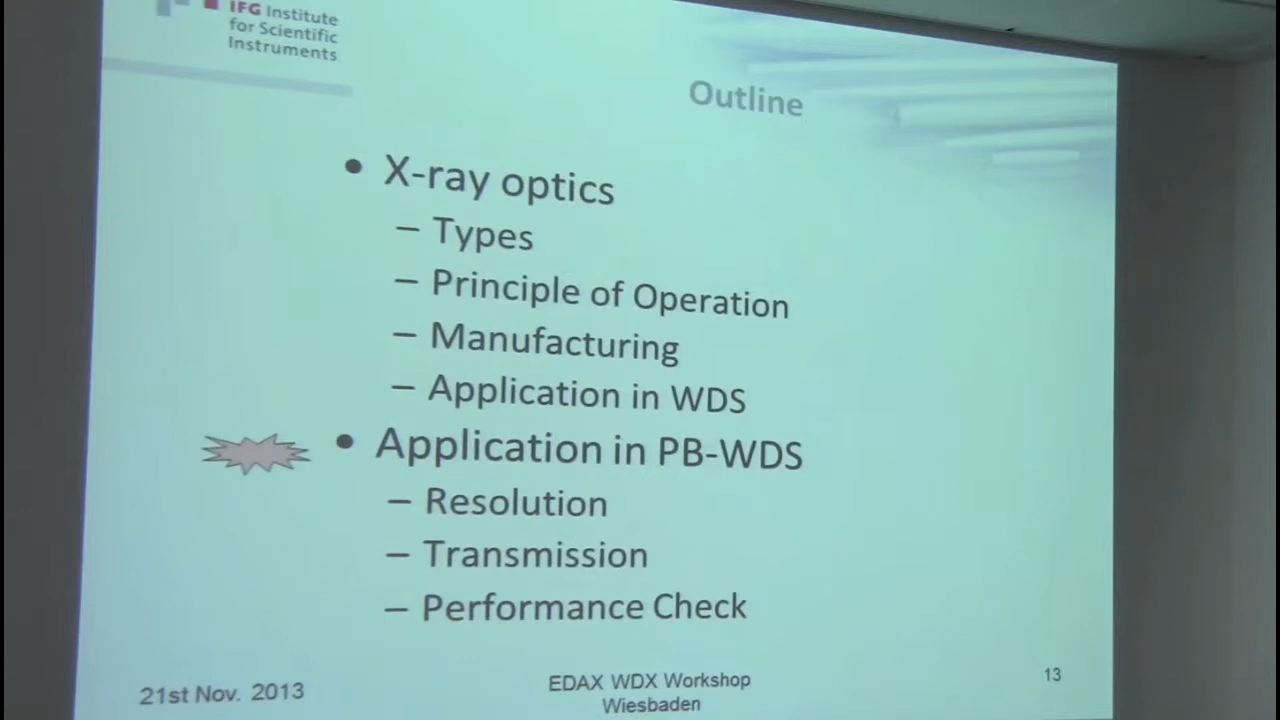 IFG Institute
for Scientific
Instruments
Outline
• X-ray optics
– Types
– Principle of Operation
– Manufacturing
– Application in WDS
• Application in PB-WDS
– Resolution
– Transmission
– Performance Check
21st Nov. 2013
EDAX WDX Workshop
Wiesbaden
13